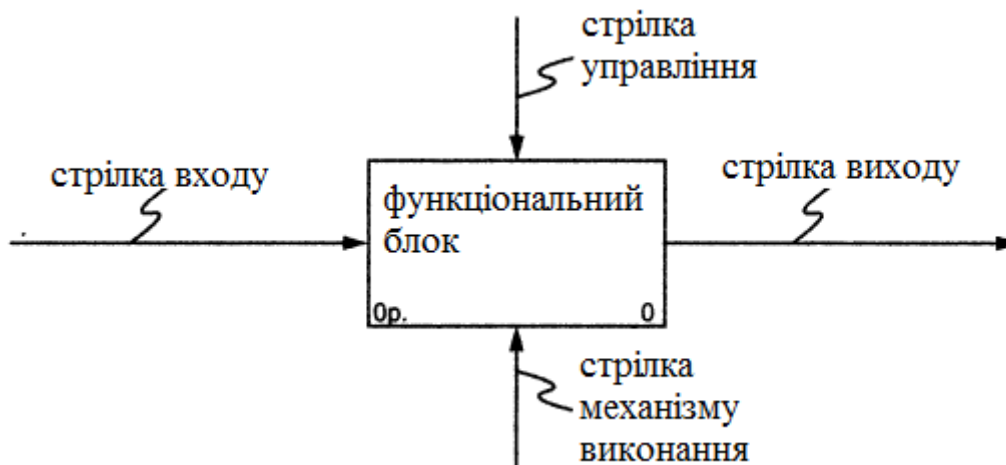 стрілка
управління
стрілка входу
функціональний
блок
0р.
0
стрілка виходу
стрілка
механізму
виконання